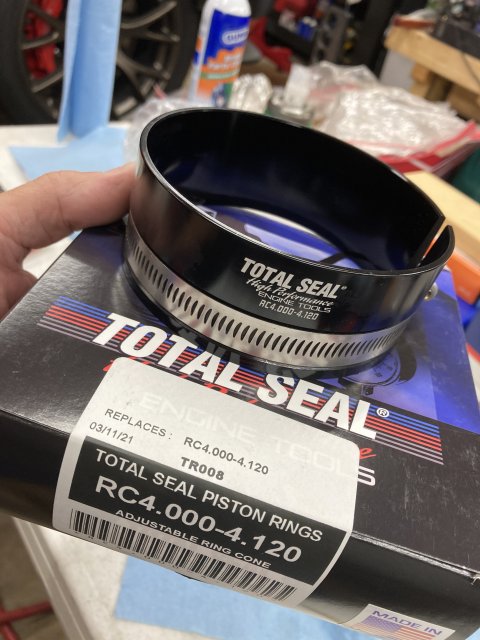 TOTAL SEAL®
High Performance
ENGINE TOOLS
RC4.000-4.120
TOTAL SEAL®
ENGINE TOOLS
REPLACES : RC4.000-4.120
03/11/21 TR008
TOTAL SEAL PISTON RINGS
RC4.000-4.120
ADJUSTABLE RING CONE
MADE IN